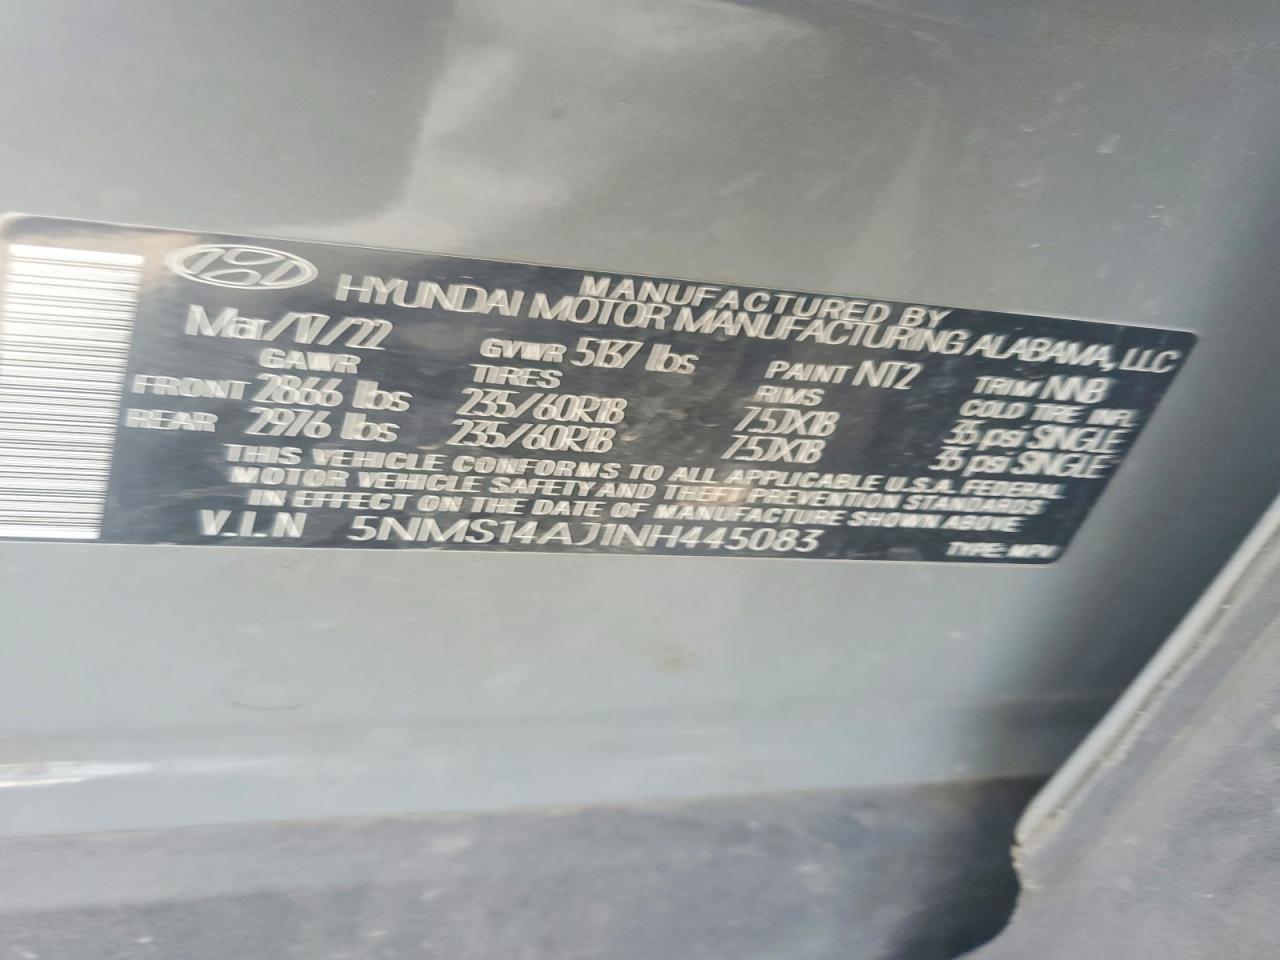 MANUFACTURED BY
HYUNDAI MOTOR MANUFACTURING ALABAMA, LLC
Mar/17/22 GVWR 5137 lbs PAINT NT2 TRIM NNB
GAWR TIRES RIMS COLD TIRE INFL
FRONT 2866 lbs 235/60R18 7.5JX18 35 psi SINGLE
REAR 2976 lbs 235/60R18 7.5JX18 35 psi SINGLE
THIS VEHICLE CONFORMS TO ALL APPLICABLE U.S.A. FEDERAL
MOTOR VEHICLE SAFETY AND THEFT PREVENTION STANDARDS
IN EFFECT ON THE DATE OF MANUFACTURE SHOWN ABOVE
V.I.N 5NMS14AJ1NH445083 TYPE: MPV